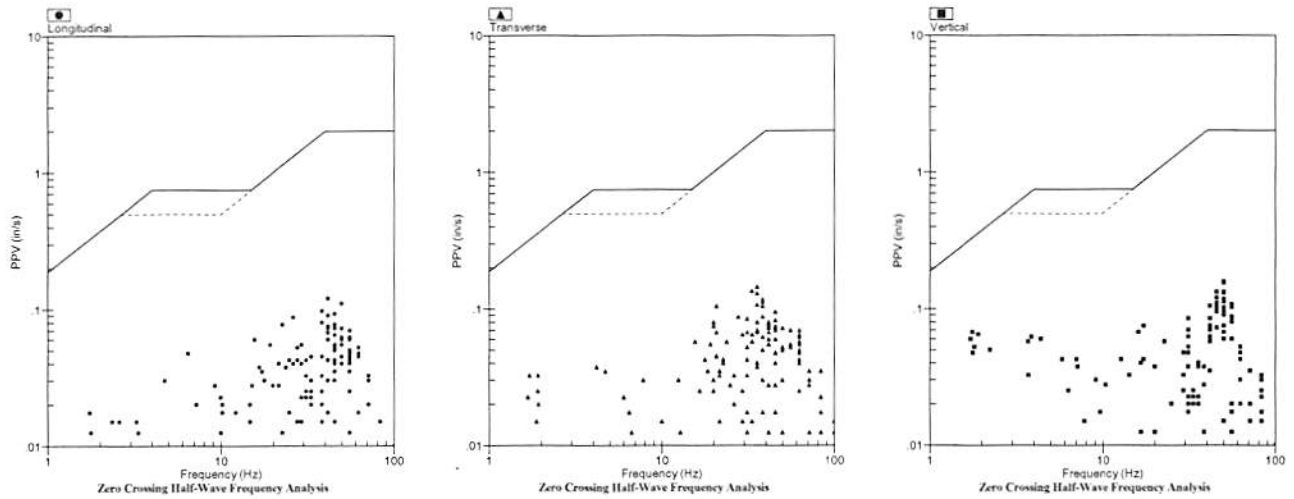 Longitudinal
10
1
.1
.01
PPV (in/s)
1
10
100
Frequency (Hz)
Zero Crossing Half-Wave Frequency Analysis
Transverse
10
1
.1
.01
PPV (in/s)
1
10
100
Frequency (Hz)
Zero Crossing Half-Wave Frequency Analysis
Vertical
10
1
.1
.01
PPV (in/s)
1
10
100
Frequency (Hz)
Zero Crossing Half-Wave Frequency Analysis